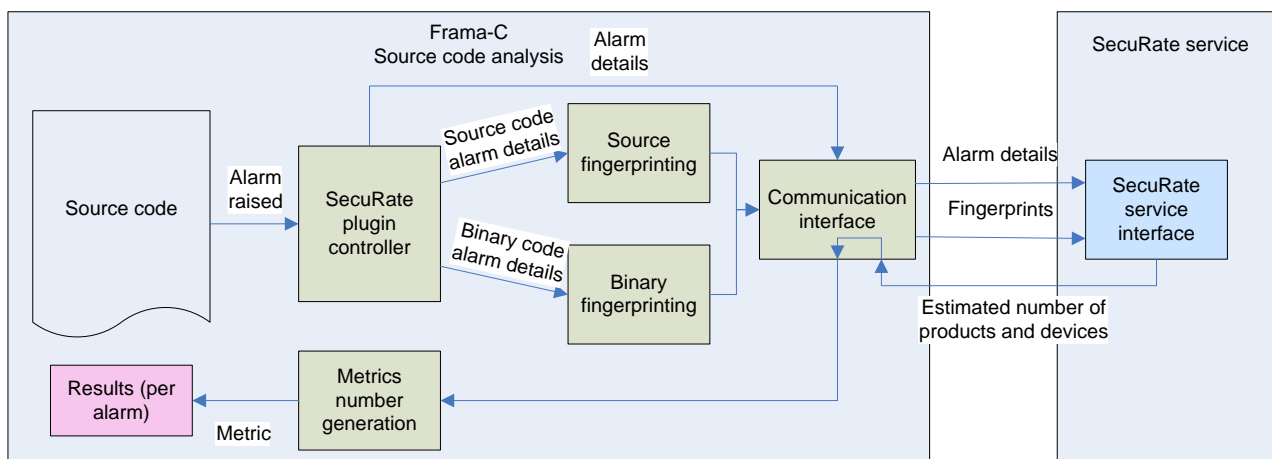 Frama-C
Source code analysis
Alarm
details
SecuRate service
Source code
Alarm
raised
SecuRate
plugin
controller
Source code
alarm details
Binary code
alarm details
Source
fingerprinting
Binary
fingerprinting
Communication
interface
Alarm details
Fingerprints
SecuRate
service
interface
Estimated number of
products and devices
Results (per
alarm)
Metric
Metrics
number
generation